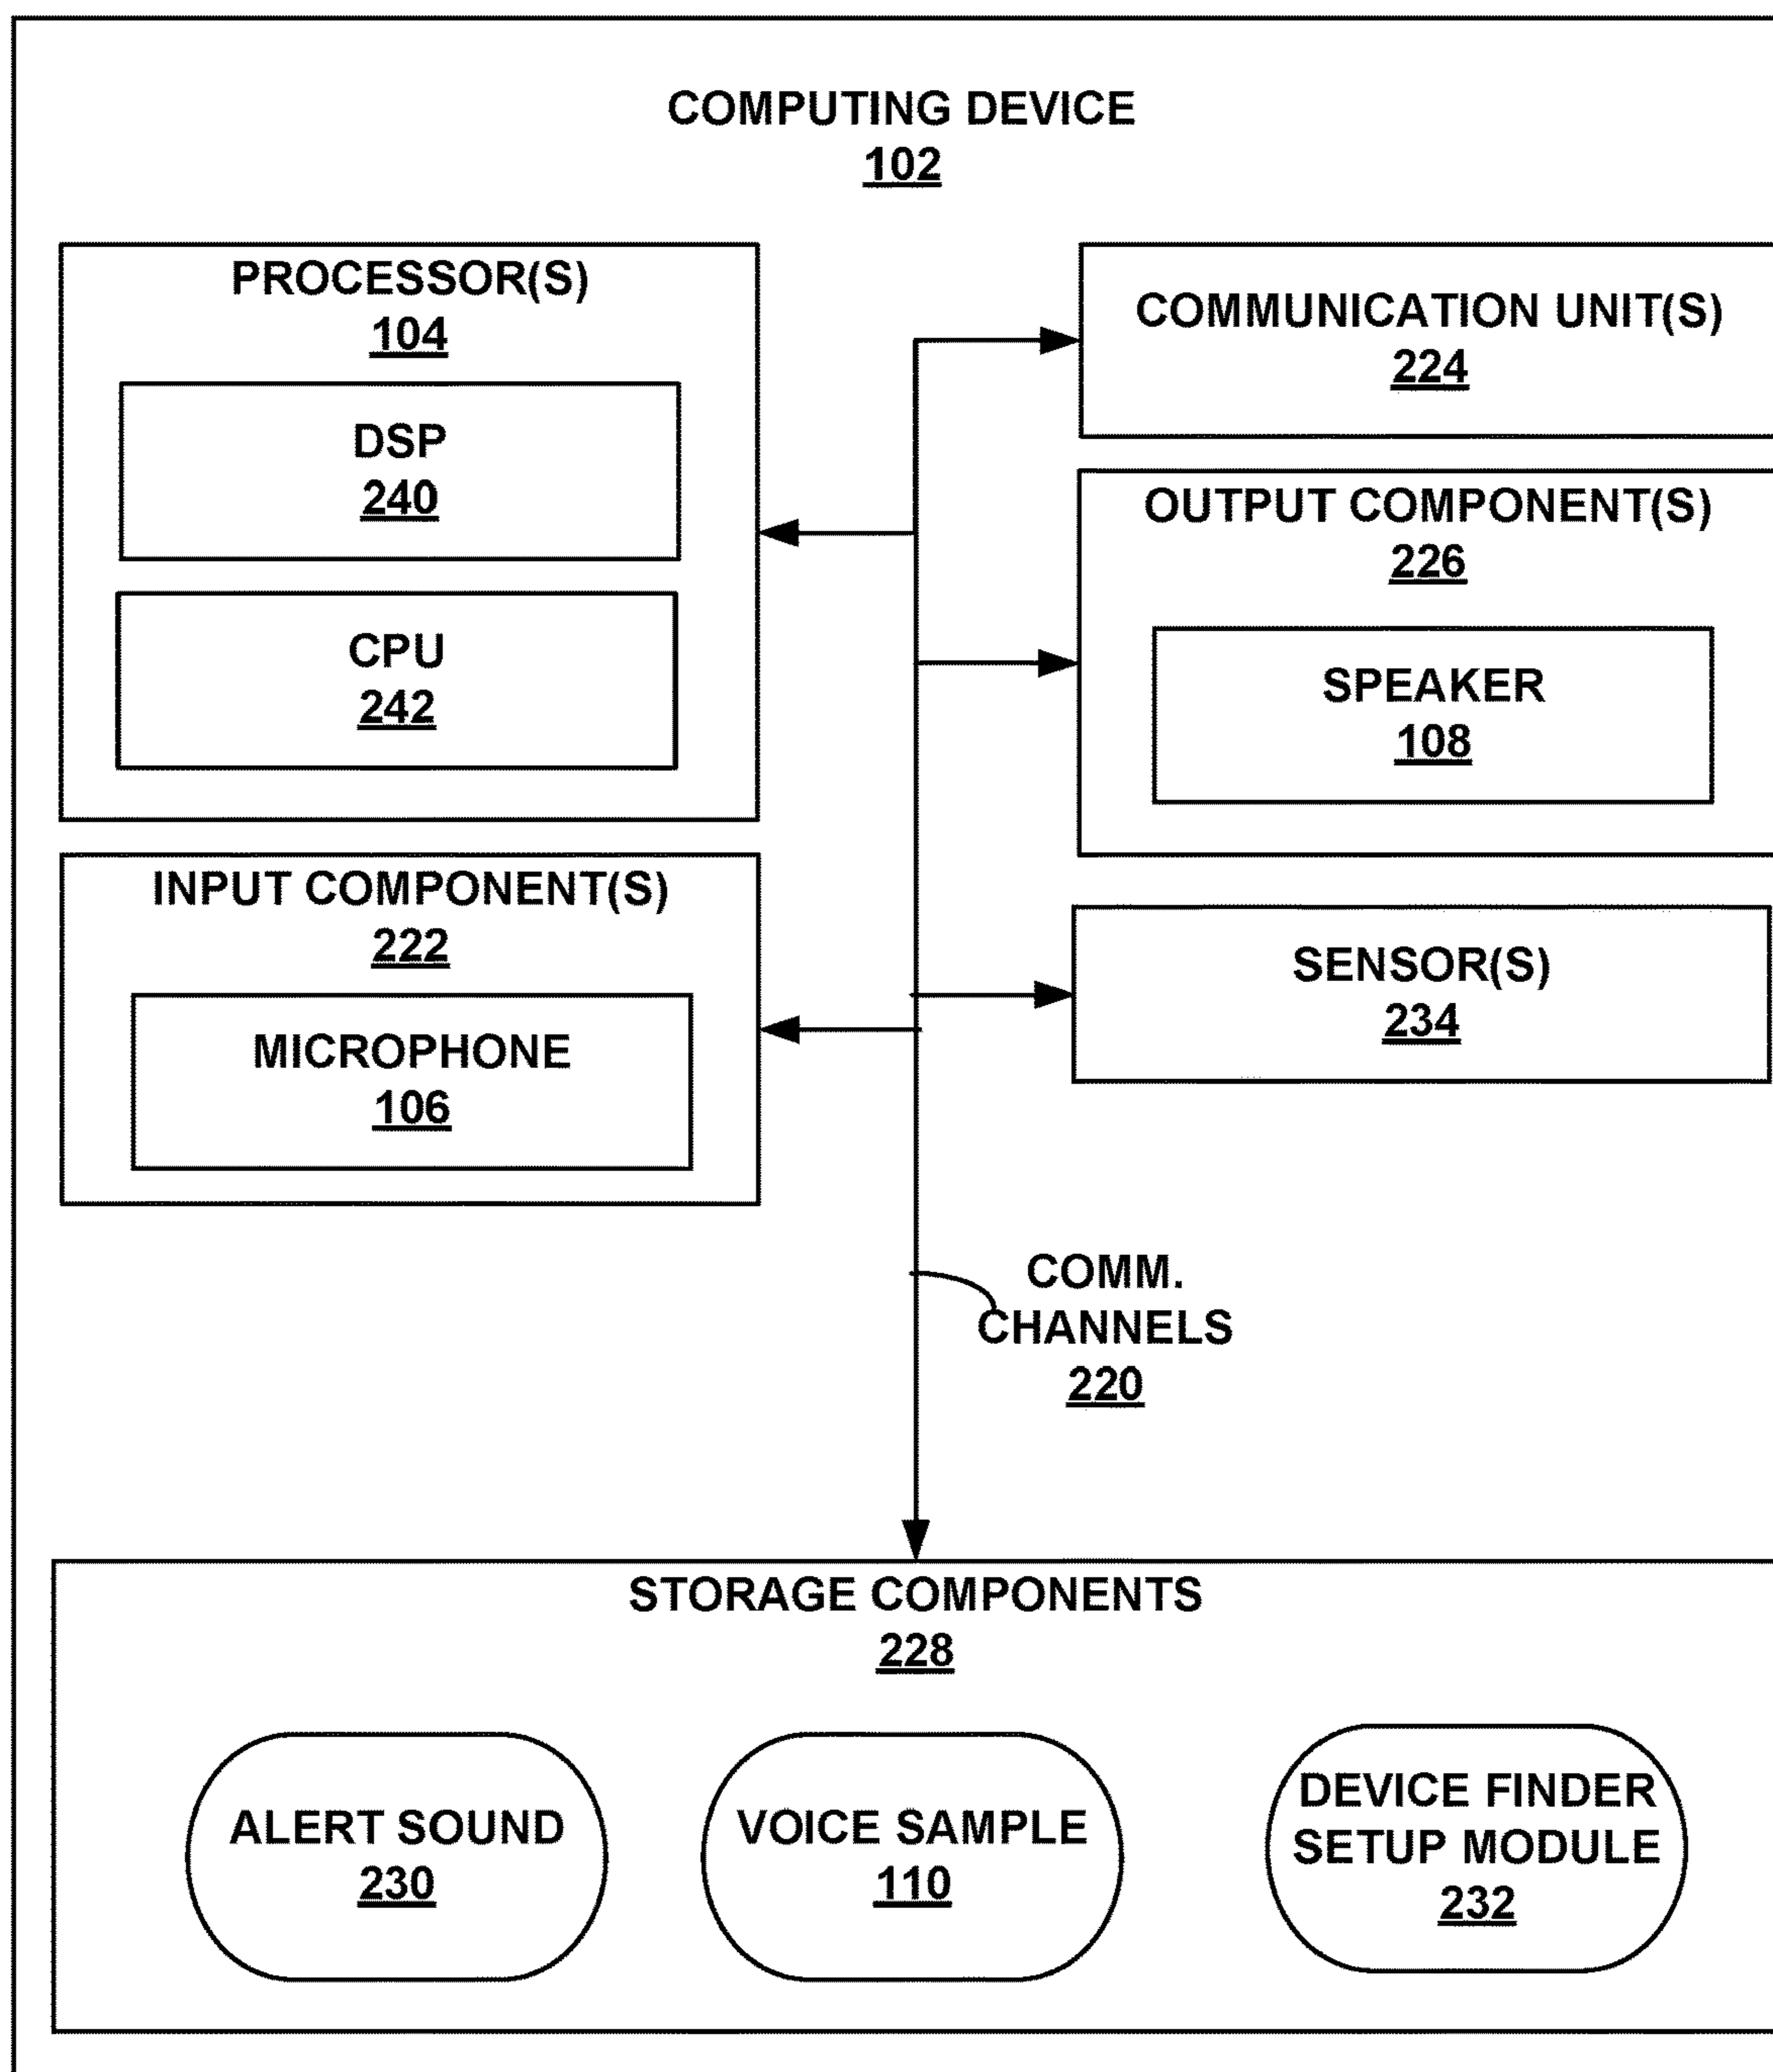 COMPUTING DEVICE
102
PROCESSOR(S)
104
DSP
240
CPU
242
INPUT COMPONENT(S)
222
MICROPHONE
106
COMMUNICATION UNIT(S)
224
OUTPUT COMPONENT(S)
226
SPEAKER
108
SENSOR(S)
234
COMM.
CHANNELS
220
STORAGE COMPONENTS
228
ALERT SOUND
230
VOICE SAMPLE
110
DEVICE FINDER
SETUP MODULE
232